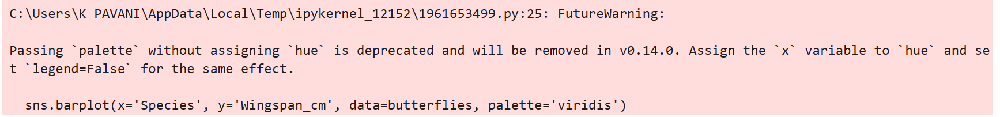 C:\Users\K PAVANI\AppData\Local\Temp\ipykernel_12152\1961653499.py:25: FutureWarning:
Passing `palette` without assigning `hue` is deprecated and will be removed in v0.14.0. Assign the `x` variable to `hue` and se
t `legend=False` for the same effect.
sns.barplot(x='Species', y='Wingspan_cm', data=butterflies, palette='viridis')